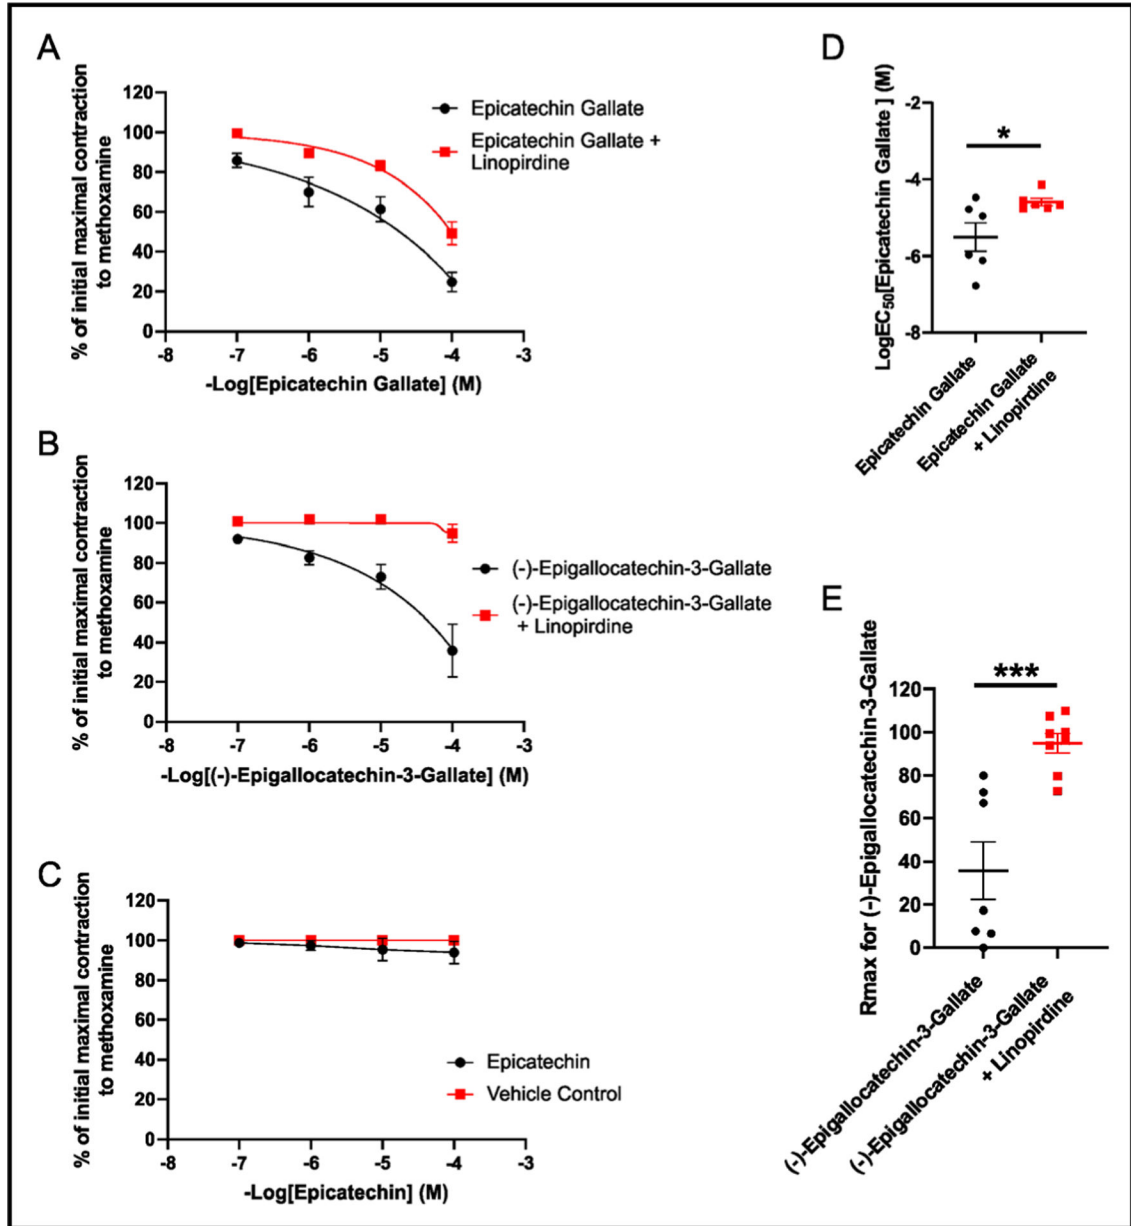 A
% of initial maximal contraction
to methoxamine
120
100
80
60
40
20
0
-8
-7
-6
-5
-4
-3
-Log[Epicatechin Gallate] (M)
Epicatechin Gallate
Epicatechin Gallate +
Linopirdine
B
% of initial maximal contraction
to methoxamine
120
100
80
60
40
20
0
-8
-7
-6
-5
-4
-3
-Log[(-)-Epigallocatechin-3-Gallate] (M)
(-)-Epigallocatechin-3-Gallate
(-)-Epigallocatechin-3-Gallate
+ Linopirdine
C
% of initial maximal contraction
to methoxamine
120
100
80
60
40
20
0
-8
-7
-6
-5
-4
-3
-Log[Epicatechin] (M)
Epicatechin
Vehicle Control
D
LogEC50[Epicatechin Gallate ] (M)
-2
-4
-6
-8
*
Epicatechin Gallate
Epicatechin Gallate
+ Linopirdine
E
Rmax for (-)-Epigallocatechin-3-Gallate
120
100
80
60
40
20
0
***
(-)-Epigallocatechin-3-Gallate
(-)-Epigallocatechin-3-Gallate
+ Linopirdine